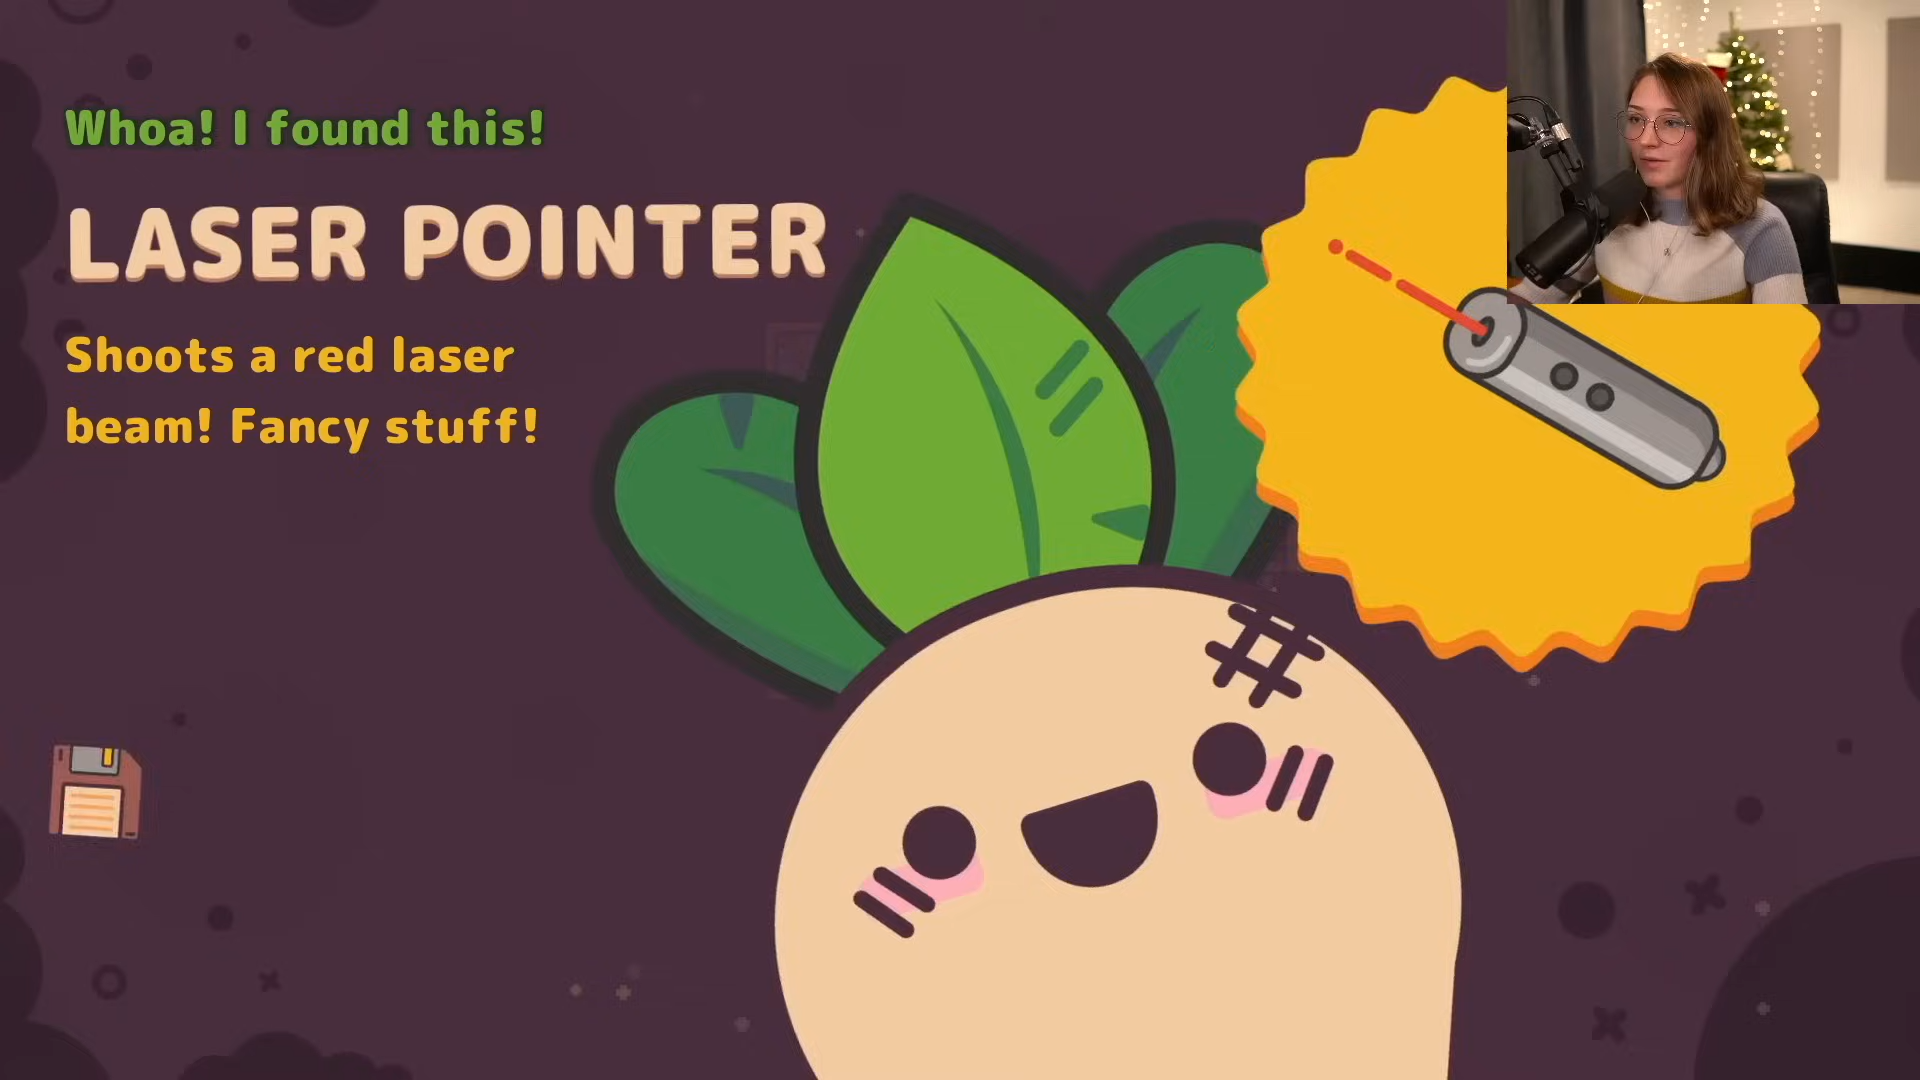 Whoa! I found this!
LASER POINTER
Shoots a red laser
beam! Fancy stuff!